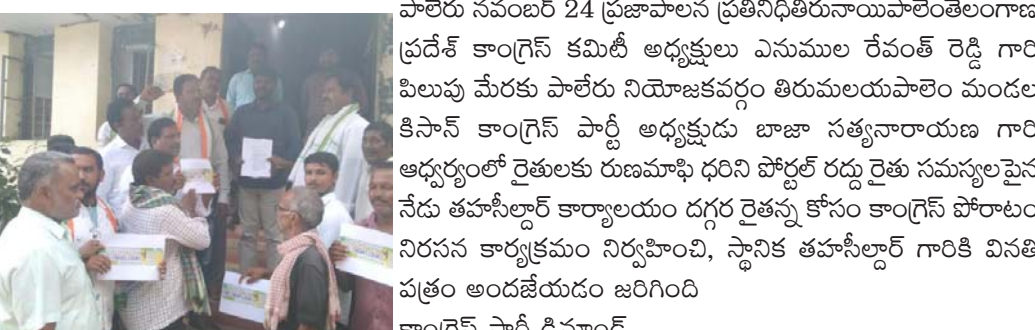 పాలేరు నవంబర్ 24 ప్రజాపాలన ప్రతినిధితిరునాయిపాలెంతెలంగాణ
ప్రదేశ్ కాంగ్రెస్ కమిటీ అధ్యక్షులు ఎనుముల రేవంత్ రెడ్డి గారి
పిలుపు మేరకు పాలేరు నియోజకవర్గం తిరుమలయపాలెం మండల
కిసాన్ కాంగ్రెస్ పార్టీ అధ్యక్షుడు బాజా సత్యనారాయణ గారి
ఆధ్వర్యంలో రైతులకు రుణమాఫి ధరిని పోర్టల్ రద్దు రైతు సమస్యలపైన
నేడు తహసీల్దార్ కార్యాలయం దగ్గర రైతన్న కోసం కాంగ్రెస్ పోరాటం
నిరసన కార్యక్రమం నిర్వహించి, స్థానిక తహసీల్దార్ గారికి వినతి
పత్రం అందజేయడం జరిగింది
కాంగ్రెస్ పార్టీ డిమాండ్